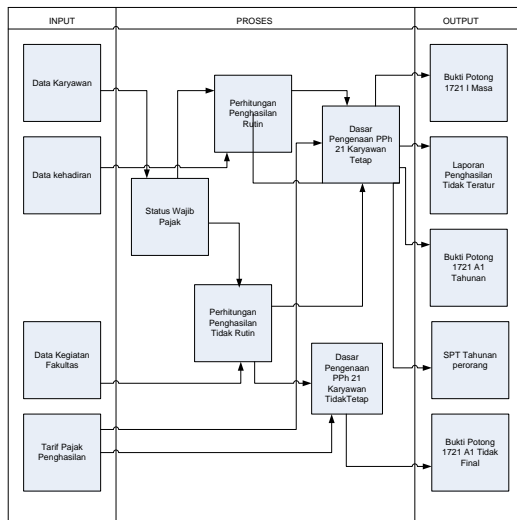 INPUT
PROSES
OUTPUT
Data Karyawan
Data kehadiran
Data Kegiatan
Fakultas
Tarif Pajak
Penghasilan
Perhitungan
Penghasilan
Rutin
Status Wajib
Pajak
Perhitungan
Penghasilan
Tidak Rutin
Dasar
Pengenaan PPh
21 Karyawan
Tetap
Dasar
Pengenaan
PPh 21
Karyawan
TidakTetap
Bukti Potong
1721 I Masa
Laporan
Penghasilan
Tidak Teratur
Bukti Potong
1721 A1
Tahunan
SPT Tahunan
perorang
Bukti Potong
1721 A1 Tidak
Final